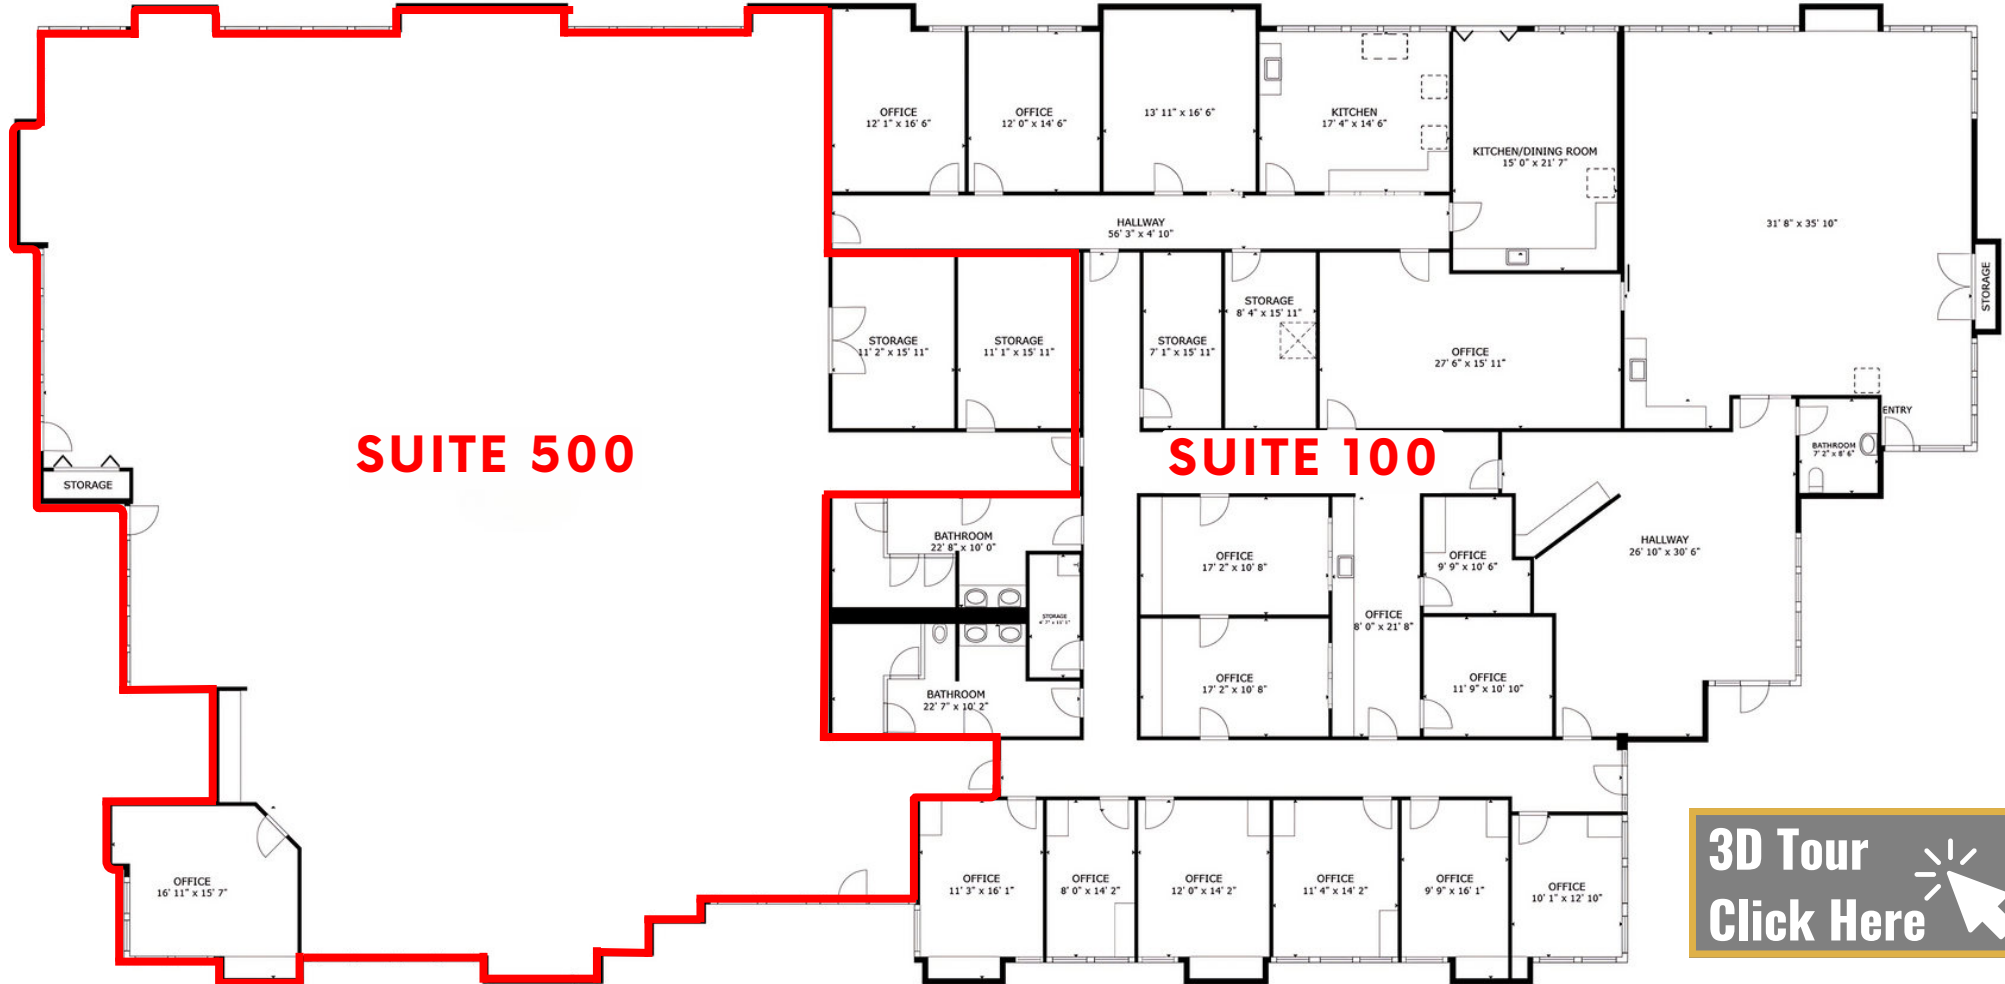 OFFICE
12' 1" x 16' 6"
OFFICE
12' 0" x 14' 6"
13' 11" x 16' 6"
KITCHEN
17' 4" x 14' 6"
KITCHEN/DINING ROOM
15' 0" x 21' 7"
HALLWAY
56' 3" x 4' 10"
31' 8" x 35' 10"
STORAGE
STORAGE
11' 2" x 15' 11"
STORAGE
11' 1" x 15' 11"
STORAGE
7' 1" x 15' 11"
STORAGE
8' 4" x 15' 11"
OFFICE
27' 6" x 15' 11"
ENTRY
BATHROOM
7' 2" x 8' 6"
SUITE 500
SUITE 100
STORAGE
BATHROOM
22' 8" x 10' 0"
OFFICE
17' 2" x 10' 8"
OFFICE
9' 9" x 10' 6"
HALLWAY
26' 10" x 30' 6"
STORAGE
OFFICE
8' 0" x 21' 8"
BATHROOM
22' 7" x 10' 2"
OFFICE
17' 2" x 10' 8"
OFFICE
11' 9" x 10' 10"
OFFICE
16' 11" x 15' 7"
OFFICE
11' 3" x 16' 1"
OFFICE
8' 0" x 14' 2"
OFFICE
12' 0" x 14' 2"
OFFICE
11' 4" x 14' 2"
OFFICE
9' 9" x 16' 1"
OFFICE
10' 1" x 12' 10"
3D Tour
Click Here